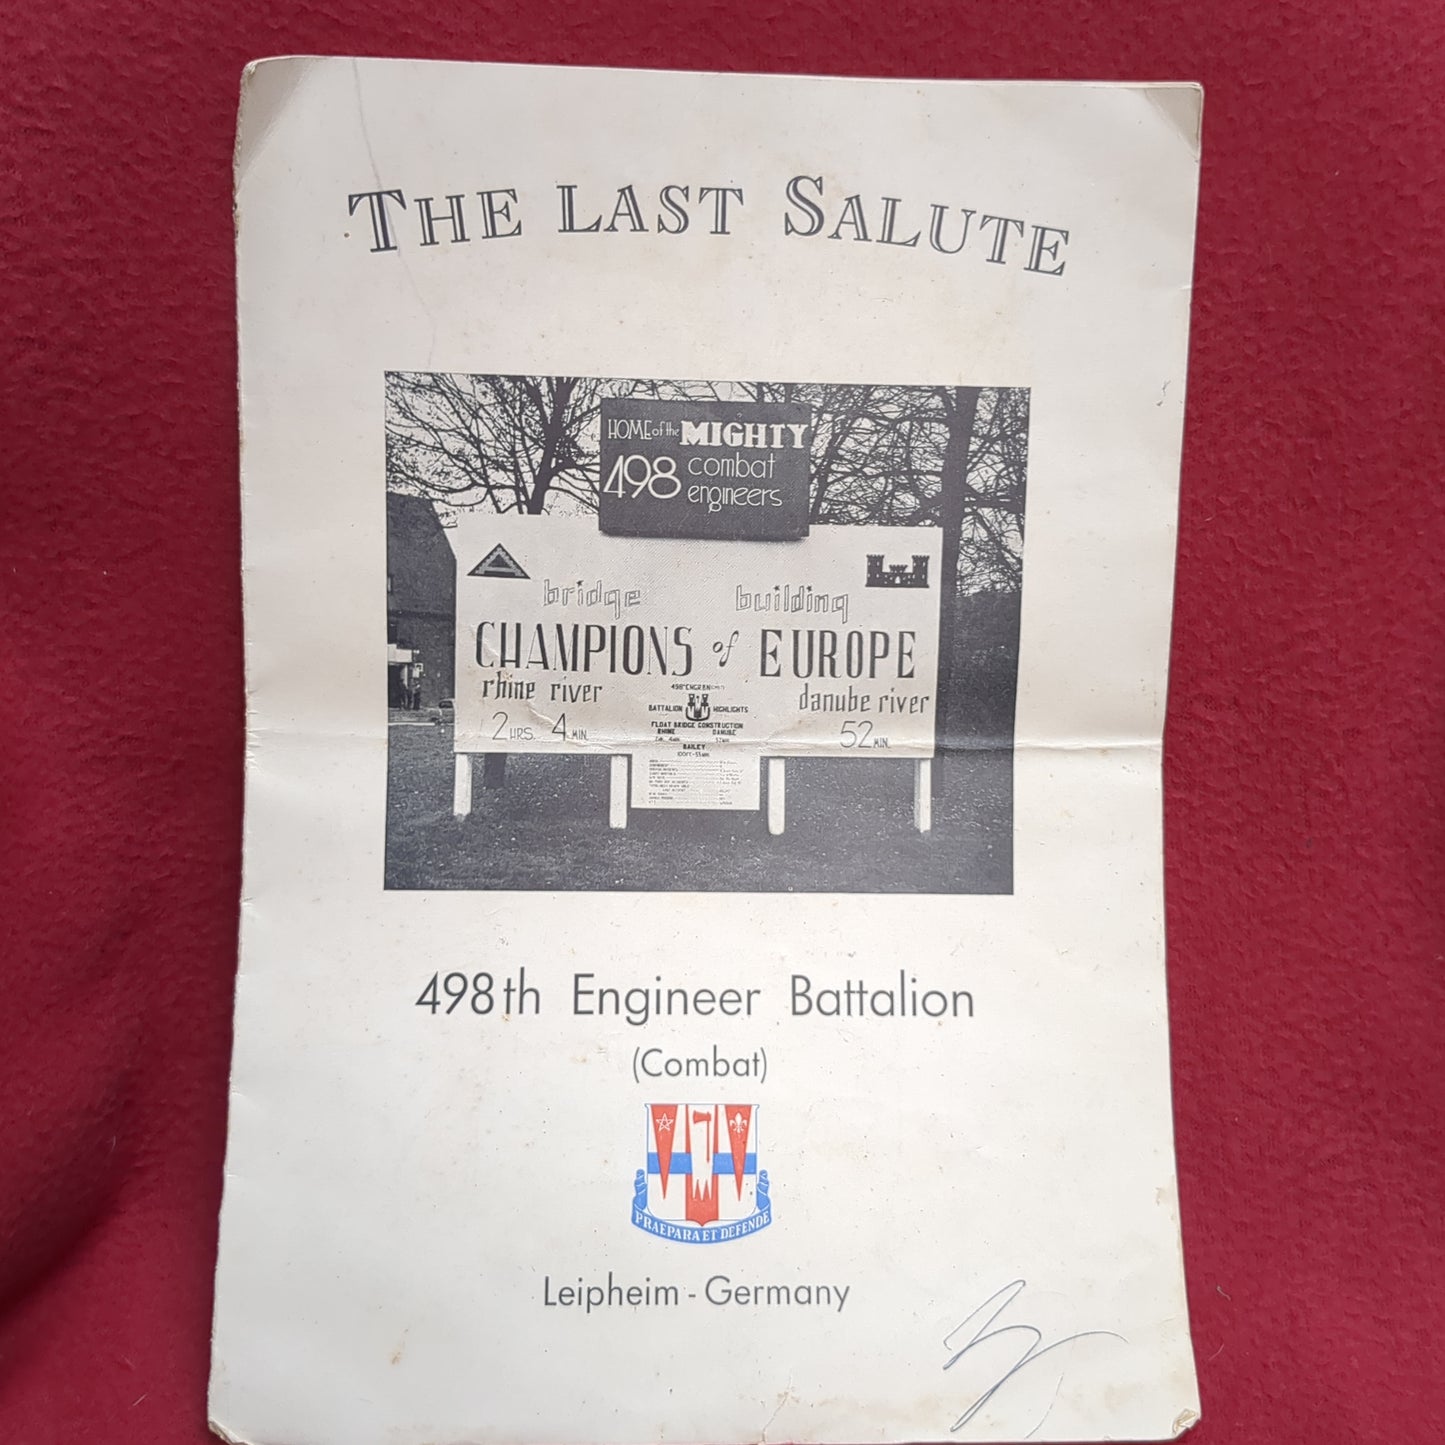 THE LAST SALUTE
HOME of the MIGHTY
498 combat
engineers
bridge building
CHAMPIONS of EUROPE
rhine river danube river
2 HRS. 4 MIN. 52 MIN.
BATTALION HIGHLIGHTS
FLOAT BRIDGE CONSTRUCTION
RHINE DANUBE
BAILEY
498th Engineer Battalion
(Combat)
PRAEPARA ET DEFENDE
Leipheim - Germany